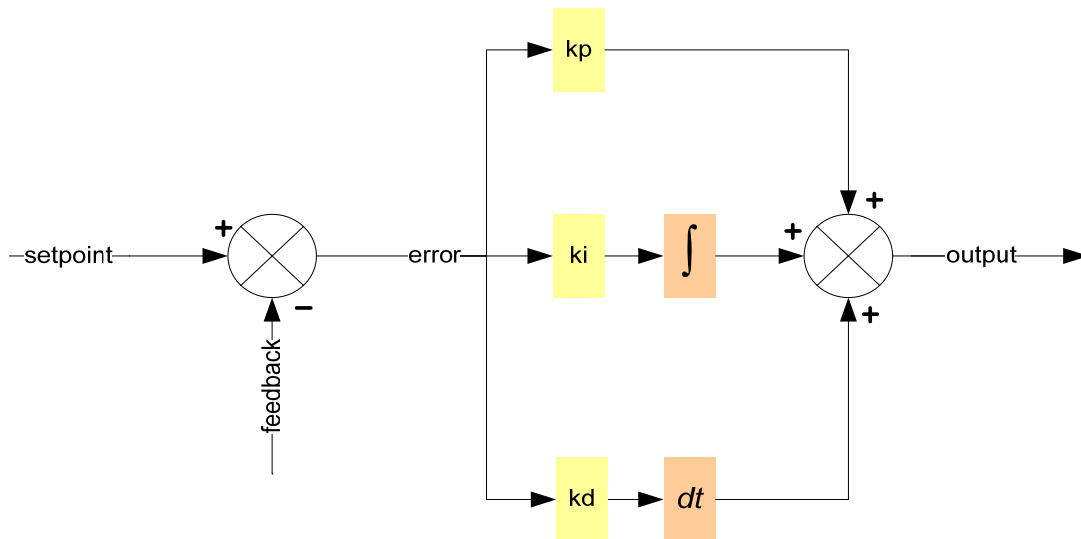 kp
+
+
+
setpoint
error
ki
∫
output
−
+
feedback
kd
dt